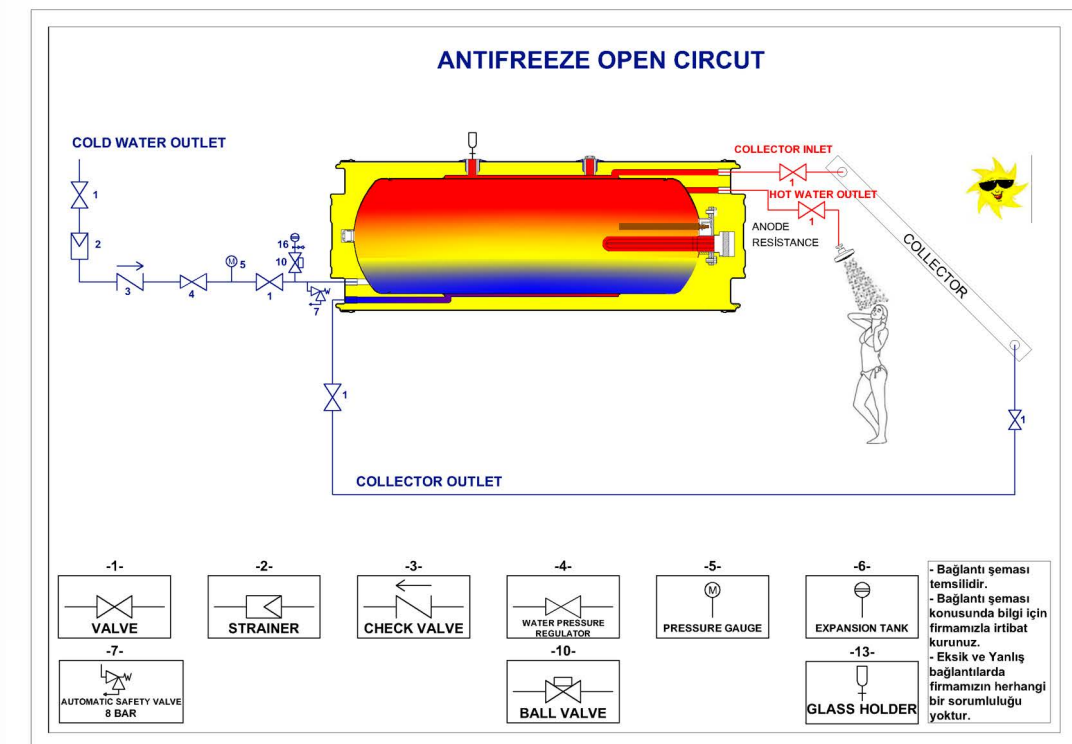 ANTIFREEZE OPEN CIRCUT
COLD WATER OUTLET
1
2
3
4
M 5
1
16
10
7
COLLECTOR INLET
1
HOT WATER OUTLET
1
ANODE
RESİSTANCE
COLLECTOR
1
1
COLLECTOR OUTLET
-1-
VALVE
-2-
STRAINER
-3-
CHECK VALVE
-4-
WATER PRESSURE
REGULATOR
-5-
M
PRESSURE GAUGE
-6-
EXPANSION TANK
-7-
AUTOMATIC SAFETY VALVE
8 BAR
-10-
BALL VALVE
-13-
GLASS HOLDER
- Bağlantı şeması
temsilidir.
- Bağlantı şeması
konusunda bilgi için
firmamızla irtibat
kurunuz.
- Eksik ve Yanlış
bağlantılarda
firmamızın herhangi
bir sorumluluğu
yoktur.